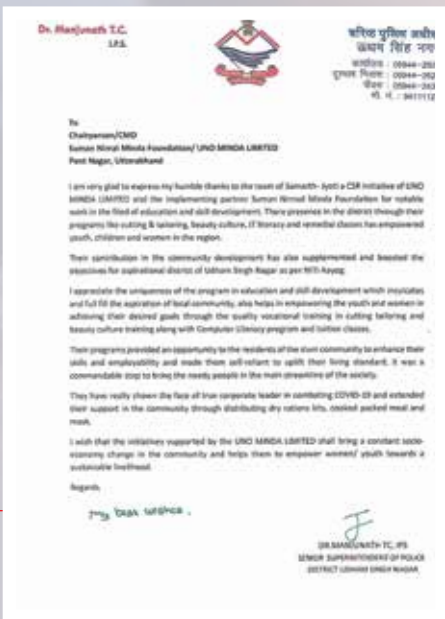 Dr. Manjunath T.C.
I.P.S.
वरिष्ठ पुलिस अधी
ऊधम सिंह नग
To
Chairperson/CMD
Suman Nirmal Minda Foundation/ UNO MINDA LIMITED
Pant Nagar, Uttarakhand
I am very glad to express my humble thanks to the team of Samarth- Jyoti a CSR initiative of UNO
MINDA LIMITED and the implementing partner Suman Nirmal Minda Foundation for notable
work in the filed of education and skill development. There presence in the district through their
programs like cutting & tailoring, beauty culture, IT literacy and remedial classes has empowered
youth, children and women in the region.
Their contribution in the community development has also supplemented and boosted the
objectives for aspirational district of Udham Singh Nagar as per NITI Aayog.
I appreciate the uniqueness of the program in education and skill development which inculcates
and full fill the aspiration of local community, also helps in empowering the youth and women in
achieving their desired goals through the quality vocational training in cutting tailoring and
beauty culture training along with Computer Literacy program and tuition classes.
Their programs provided an opportunity to the residents of the slum community to enhance their
skills and employability and made them self-reliant to uplift their living standard. It was a
commendable step to bring the needy people in the main streamline of the society.
They have really shown the face of true corporate leader in combating COVID-19 and extended
their support in the community through distributing dry rations kits, cooked packed meal and
mask.
I wish that the initiatives supported by the UNO MINDA LIMITED shall bring a constant socio-
economy change in the community and helps them to empower women/ youth towards a
sustainable livelihood.
Regards,
My best wishes.
DR.MANJUNATH TC, IPS
SENIOR SUPERINTENDENT OF POLICE
DISTRICT UDHAM SINGH NAGAR